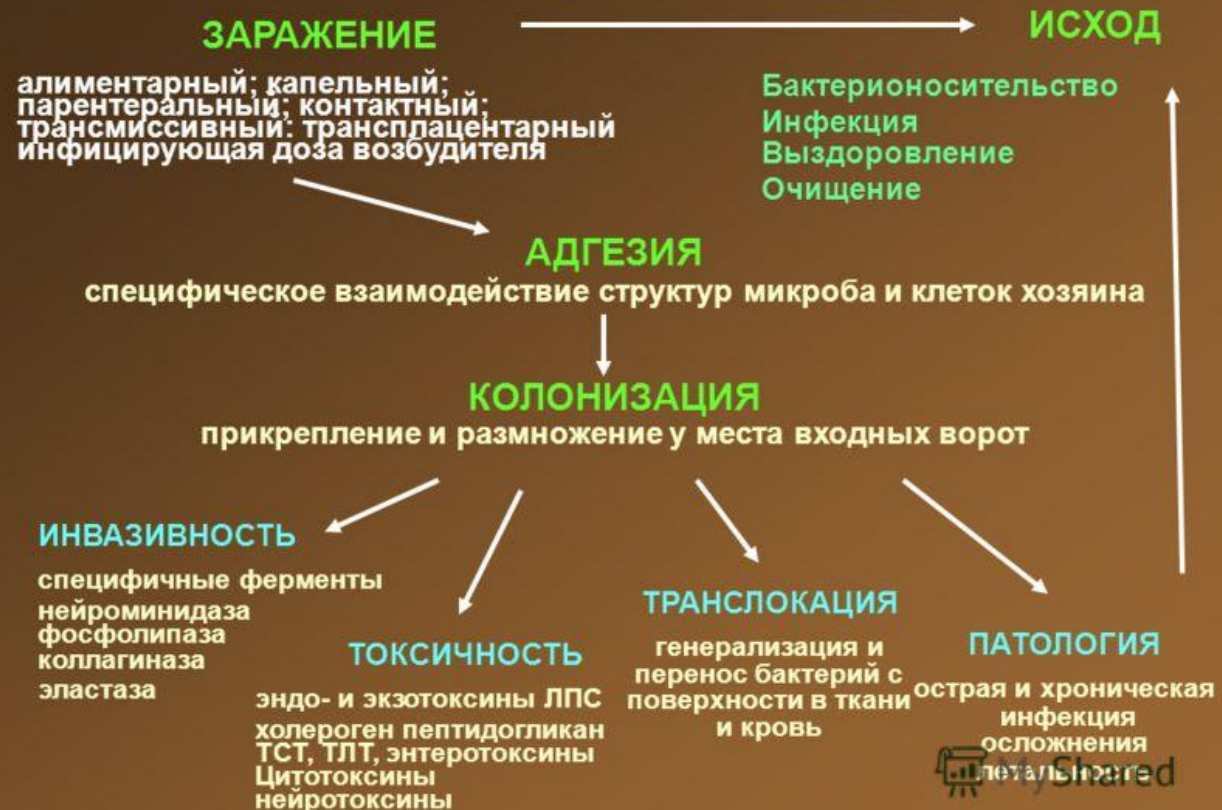 ЗАРАЖЕНИЕ
алиментарный; капельный;
парентеральный; контактный;
трансмиссивный: трансплацентарный
инфицирующая доза возбудителя
ИСХОД
Бактерионосительство
Инфекция
Выздоровление
Очищение
АДГЕЗИЯ
специфическое взаимодействие структур микроба и клеток хозяина
КОЛОНИЗАЦИЯ
прикрепление и размножение у места входных ворот
ИНВАЗИВНОСТЬ
специфичные ферменты
нейроминидаза
фосфолипаза
коллагиназа
эластаза
ТОКСИЧНОСТЬ
эндо- и экзотоксины ЛПС
холероген пептидогликан
ТСТ, ТЛТ, энтеротоксины
Цитотоксины
нейротоксины
ТРАНСЛОКАЦИЯ
генерализация и
перенос бактерий с
поверхности в ткани
и кровь
ПАТОЛОГИЯ
острая и хроническая
инфекция
осложнения
летальность
MyShared